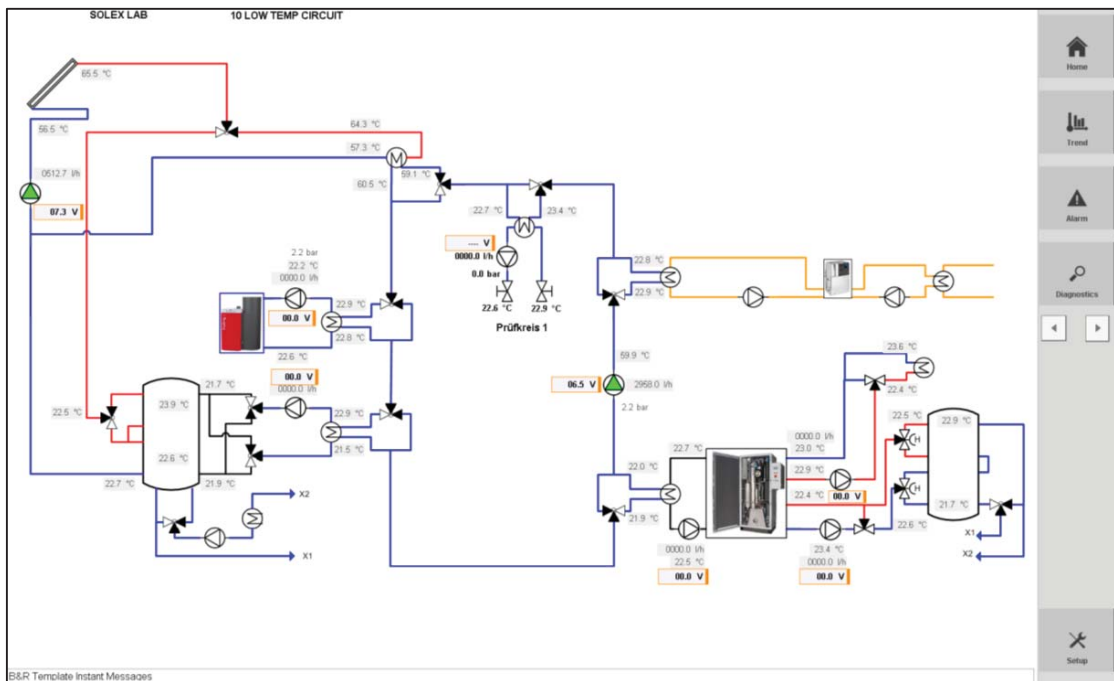 SOLEX LAB 10 LOW TEMP CIRCUIT
Home
Trend
Alarm
Diagnostics
Setup
65.5 °C
56.5 °C
0512.7 l/h
07.3 V
64.3 °C
57.3 °C
59.1 °C
60.5 °C
22.7 °C
23.4 °C
---- V
0000.0 l/h
0.0 bar
22.6 °C 22.9 °C
Prüfkreis 1
2.2 bar
22.2 °C
0000.0 l/h
00.0 V
22.9 °C
22.8 °C
22.6 °C
00.0 V
0000.0 l/h
22.9 °C
21.5 °C
22.5 °C
23.9 °C
22.6 °C
22.7 °C
21.7 °C
21.9 °C
X2
X1
22.8 °C
22.9 °C
59.9 °C
06.5 V
2958.0 l/h
2.2 bar
22.0 °C
21.9 °C
22.7 °C
0000.0 l/h
22.5 °C
00.0 V
0000.0 l/h
23.0 °C
22.9 °C
22.4 °C
00.0 V
23.4 °C
0000.0 l/h
00.0 V
23.6 °C
22.4 °C
22.5 °C
22.9 °C
21.7 °C
22.6 °C
X1
X2
B&R Template Instant Messages